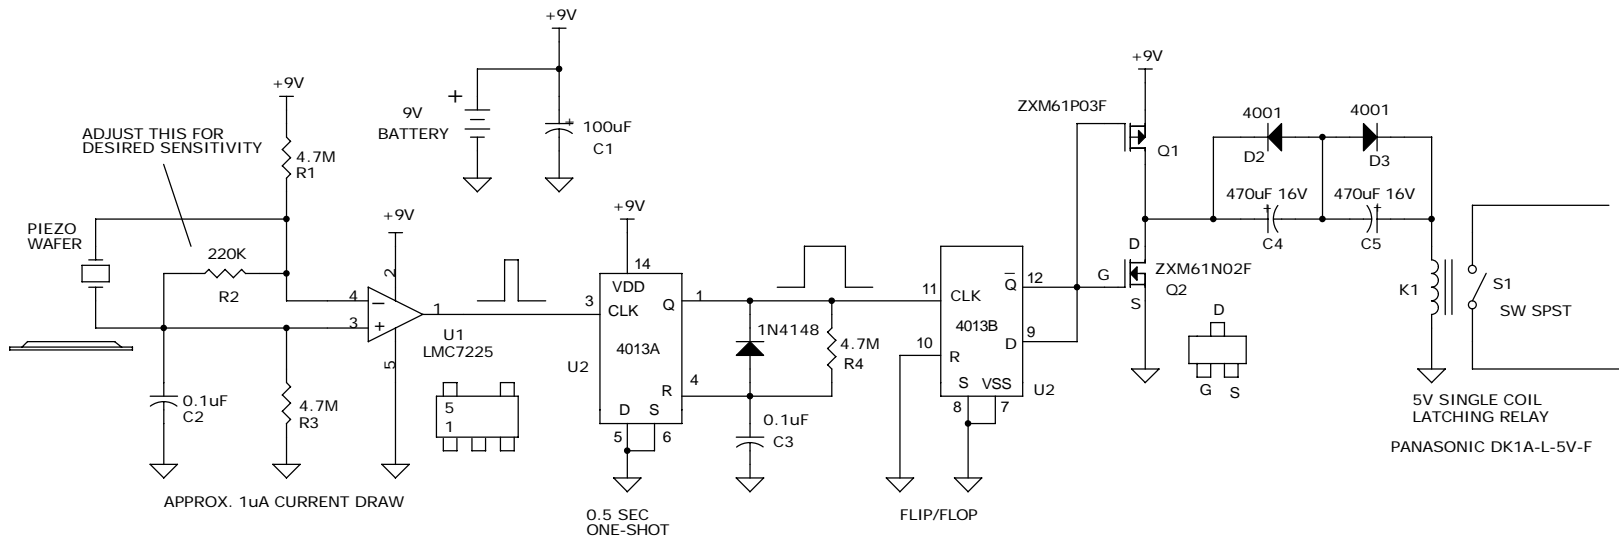 +9V
+9V
9V
BATTERY
+
+
100uF
C1
ADJUST THIS FOR
DESIRED SENSITIVITY
4.7M
R1
PIEZO
WAFER
220K
R2
+9V
2
4
−
3
+
1
5
U1
LMC7225
0.1uF
C2
4.7M
R3
5
1
APPROX. 1uA CURRENT DRAW
+9V
14
VDD
3
CLK
Q
1
4013A
U2
R
4
D
S
5
6
0.5 SEC
ONE-SHOT
1N4148
4.7M
R4
0.1uF
C3
11
CLK
Q
12
4013B
10
R
D
9
S
VSS
8
7
U2
FLIP/FLOP
+9V
ZXM61P03F
Q1
D
G
S
ZXM61N02F
Q2
D
G
S
4001
D2
4001
D3
470uF 16V
+
C4
470uF 16V
+
C5
K1
S1
SW SPST
5V SINGLE COIL
LATCHING RELAY
PANASONIC DK1A-L-5V-F